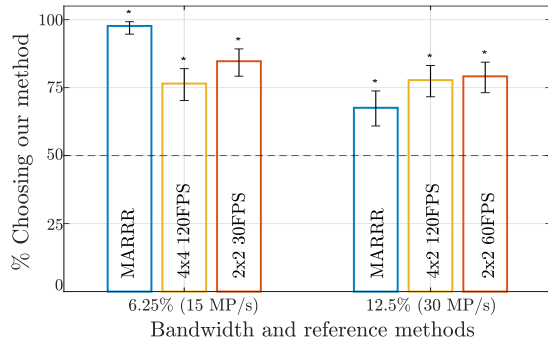 % Choosing our method
100
75
50
25
0
*
*
*
*
*
*
MARRR
4x4 120FPS
2x2 30FPS
MARRR
4x2 120FPS
2x2 60FPS
6.25% (15 MP/s)
12.5% (30 MP/s)
Bandwidth and reference methods